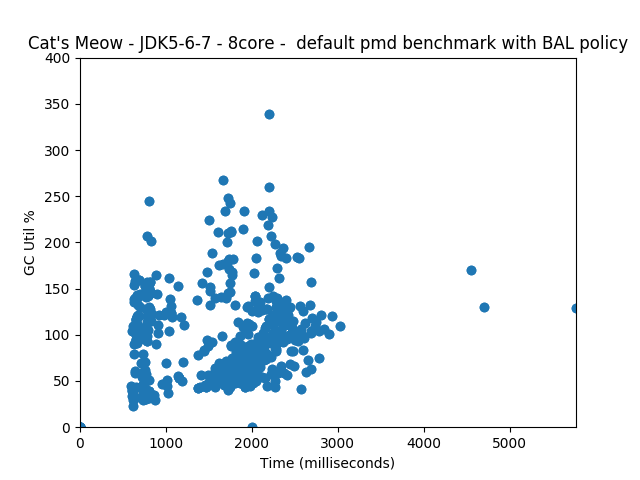 Cat's Meow - JDK5-6-7 - 8core -  default pmd benchmark with BAL policy
400
350
300
250
200
150
100
50
0
GC Util %
0 1000 2000 3000 4000 5000
Time (milliseconds)